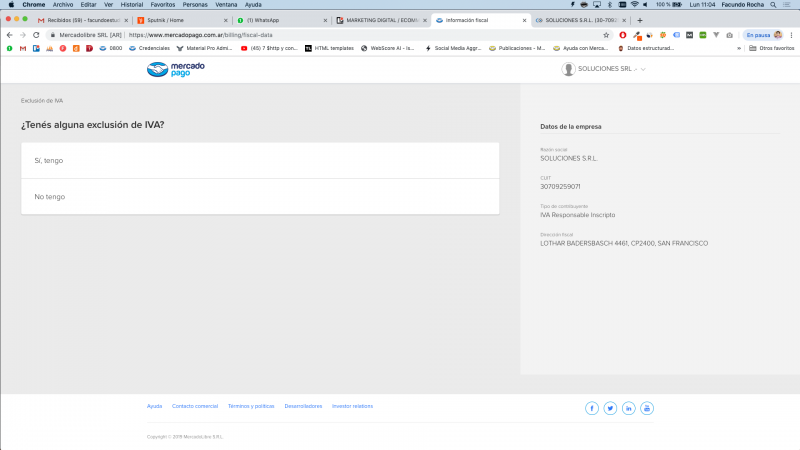 Chrome Archivo Editar Ver Historial Favoritos Personas Ventana Ayuda 100 % Lun 11:04 Facundo Rocha
Recibidos (59) - facundoestud Sputnik / Home (1) WhatsApp MARKETING DIGITAL | ECOM Información fiscal SOLUCIONES S.R.L. (30-7092
Mercadolibre SRL [AR] https://www.mercadopago.com.ar/billing/fiscal-data En pausa
0800 Credenciales Material Pro Admi... (45) 7 $http y con... HTML templates WebScore AI - Is... Social Media Aggr... Publicaciones - M... Ayuda con Merca... Datos estructurad... Otros favoritos
mercado
pago
SOLUCIONES SRL
Exclusión de IVA
¿Tenés alguna exclusión de IVA?
Sí, tengo
No tengo
Datos de la empresa
Razón social
SOLUCIONES S.R.L.
CUIT
30709259071
Tipo de contribuyente
IVA Responsable Inscripto
Dirección fiscal
LOTHAR BADERSBASCH 4461, CP2400, SAN FRANCISCO
Ayuda Contacto comercial Términos y políticas Desarrolladores Investor relations
Copyright © 2019 MercadoLibre S.R.L.